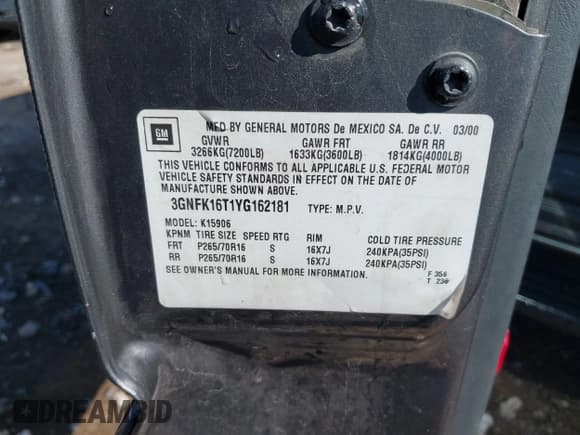 GM
MFD BY GENERAL MOTORS De MEXICO SA. De C.V. 03/00
GVWR GAWR FRT GAWR RR
3266KG(7200LB) 1633KG(3600LB) 1814KG(4000LB)
THIS VEHICLE CONFORMS TO ALL APPLICABLE U.S. FEDERAL MOTOR
VEHICLE SAFETY STANDARDS IN EFFECT ON THE DATE OF
MANUFACTURE SHOWN ABOVE.
3GNFK16T1YG162181 TYPE: M.P.V.
MODEL: K15906
KPNM TIRE SIZE SPEED RTG RIM COLD TIRE PRESSURE
FRT P265/70R16 S 16X7J 240KPA(35PSI)
RR P265/70R16 S 16X7J 240KPA(35PSI)
SEE OWNER'S MANUAL FOR MORE INFORMATION.
F 356
T 236
DREAMBID